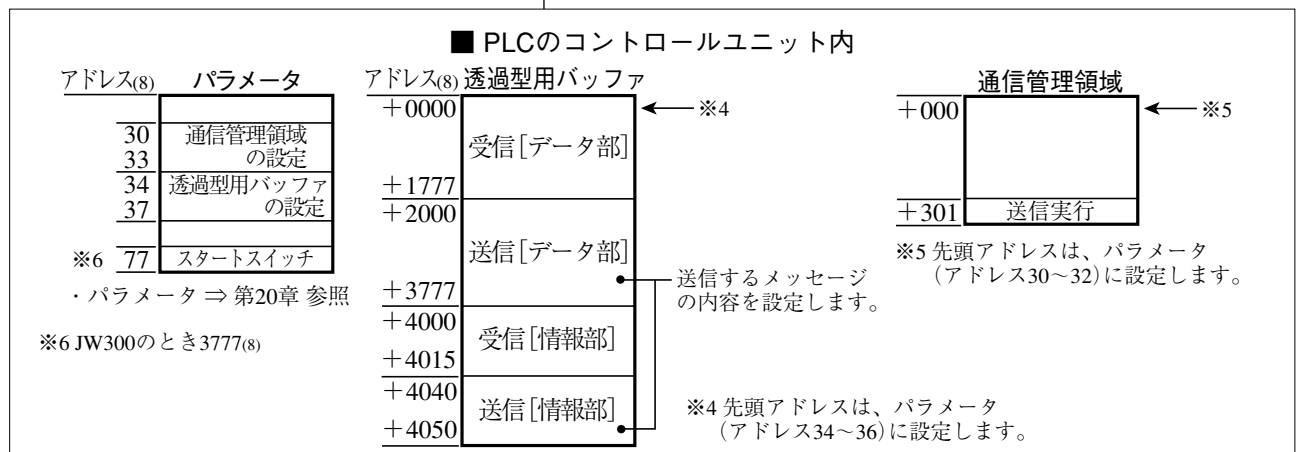 ■ PLCのコントロールユニット内
アドレス(8) パラメータ
30 通信管理領域
33 の設定
34 透過型用バッファ
37 の設定
※6 77 スタートスイッチ
・パラメータ ⇒ 第20章 参照
※6 JW300のとき3777(8)
アドレス(8) 透過型用バッファ
+0000 ※4
受信[データ部]
+1777
+2000
送信[データ部]
+3777
+4000
受信[情報部]
+4015
+4040
送信[情報部]
+4050
送信するメッセージ
の内容を設定します。
※4 先頭アドレスは、パラメータ
(アドレス34~36)に設定します。
通信管理領域
+000 ※5
+301 送信実行
※5 先頭アドレスは、パラメータ
(アドレス30~32)に設定します。